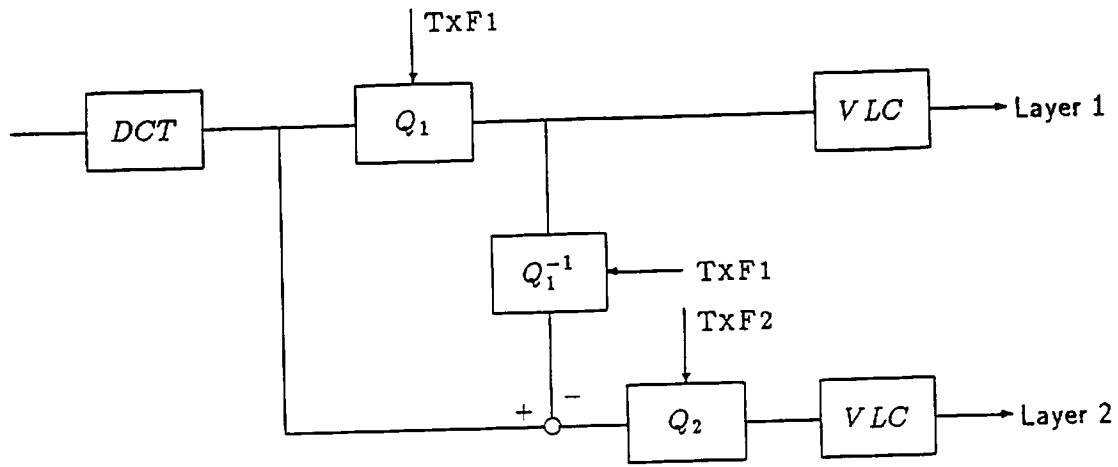 TxF1
DCT
Q₁
VLC
Layer 1
Q₁⁻¹
TxF1
TxF2
+
−
Q₂
VLC
Layer 2